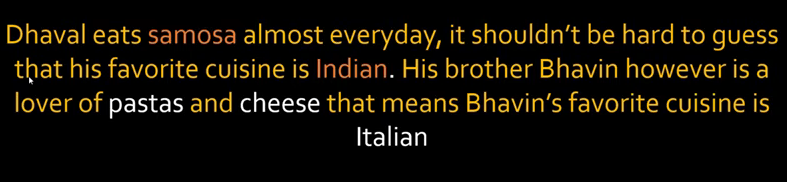 Dhaval eats samosa almost everyday, it shouldn’t be hard to guess
that his favorite cuisine is Indian. His brother Bhavin however is a
lover of pastas and cheese that means Bhavin’s favorite cuisine is
Italian